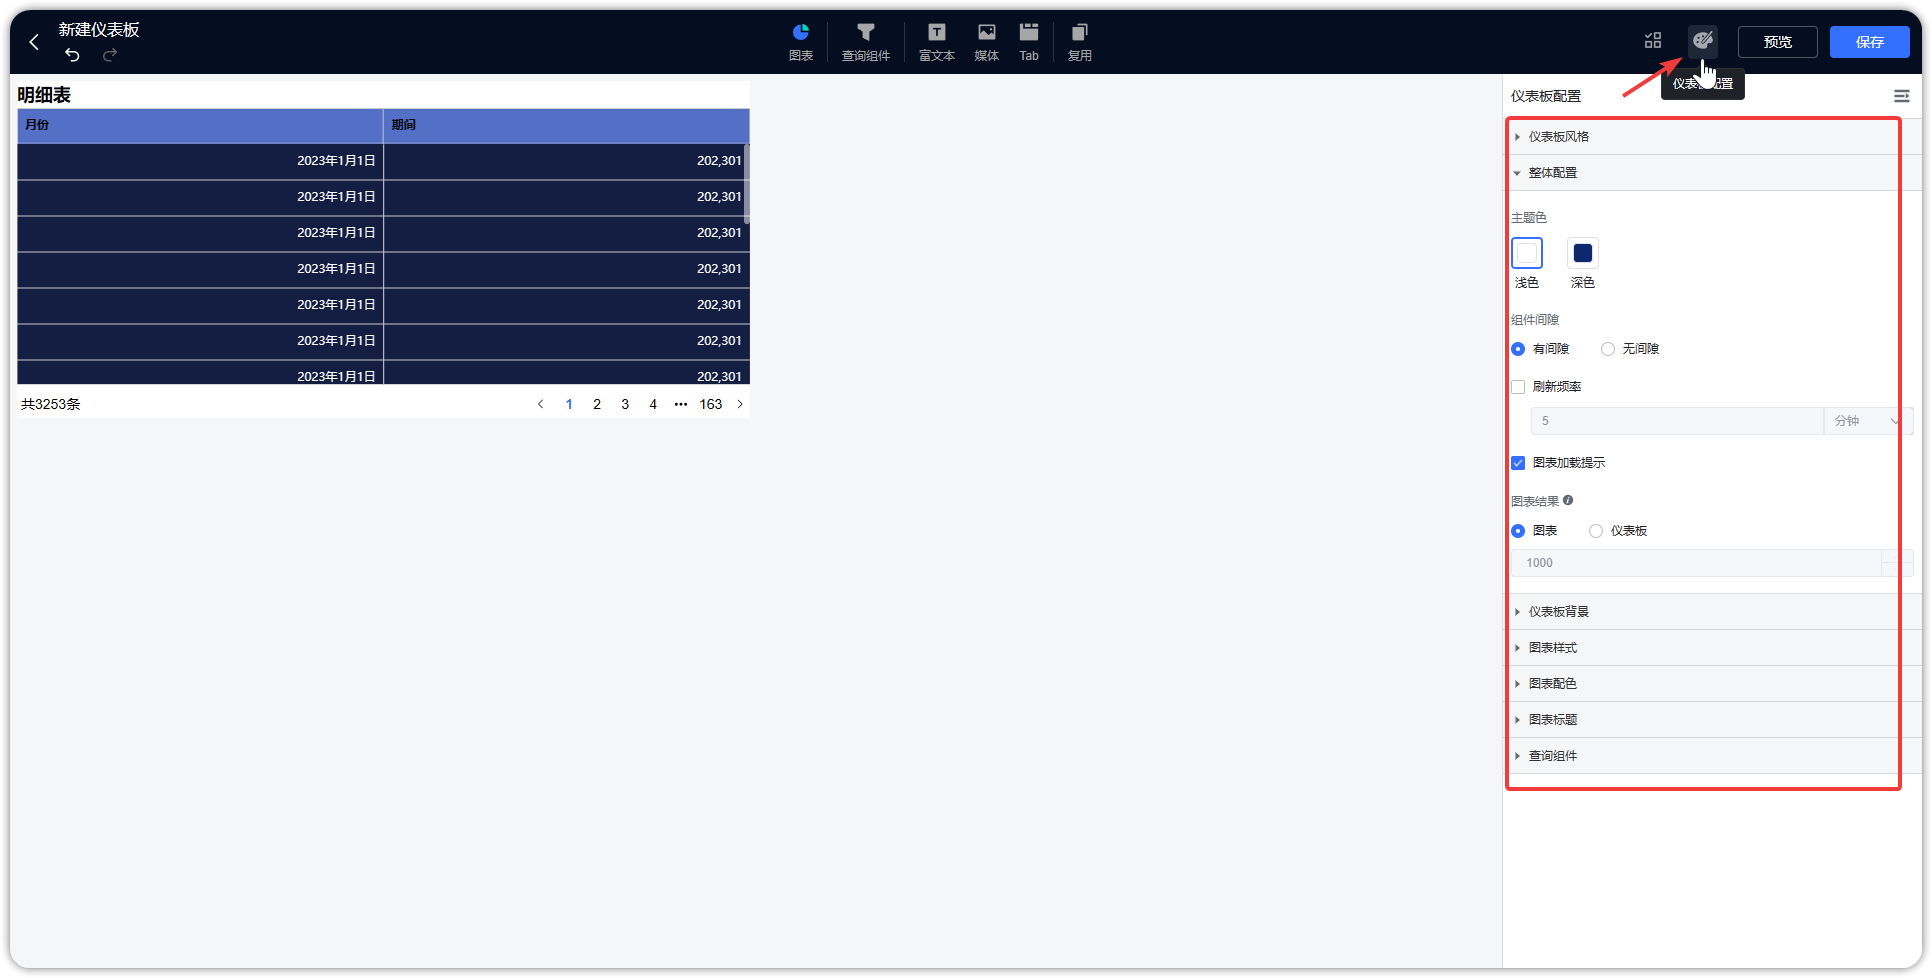 新建仪表板
图表
查询组件
富文本
媒体
Tab
复用
预览
保存
仪表板配置
明细表
月份 期间
2023年1月1日 202,301
2023年1月1日 202,301
2023年1月1日 202,301
2023年1月1日 202,301
2023年1月1日 202,301
2023年1月1日 202,301
2023年1月1日 202,301
共3253条
1 2 3 4 ••• 163
仪表板风格
整体配置
主题色
浅色 深色
组件间隙
有间隙 无间隙
刷新频率
5 分钟
图表加载提示
图表结果
图表 仪表板
1000
仪表板背景
图表样式
图表配色
图表标题
查询组件